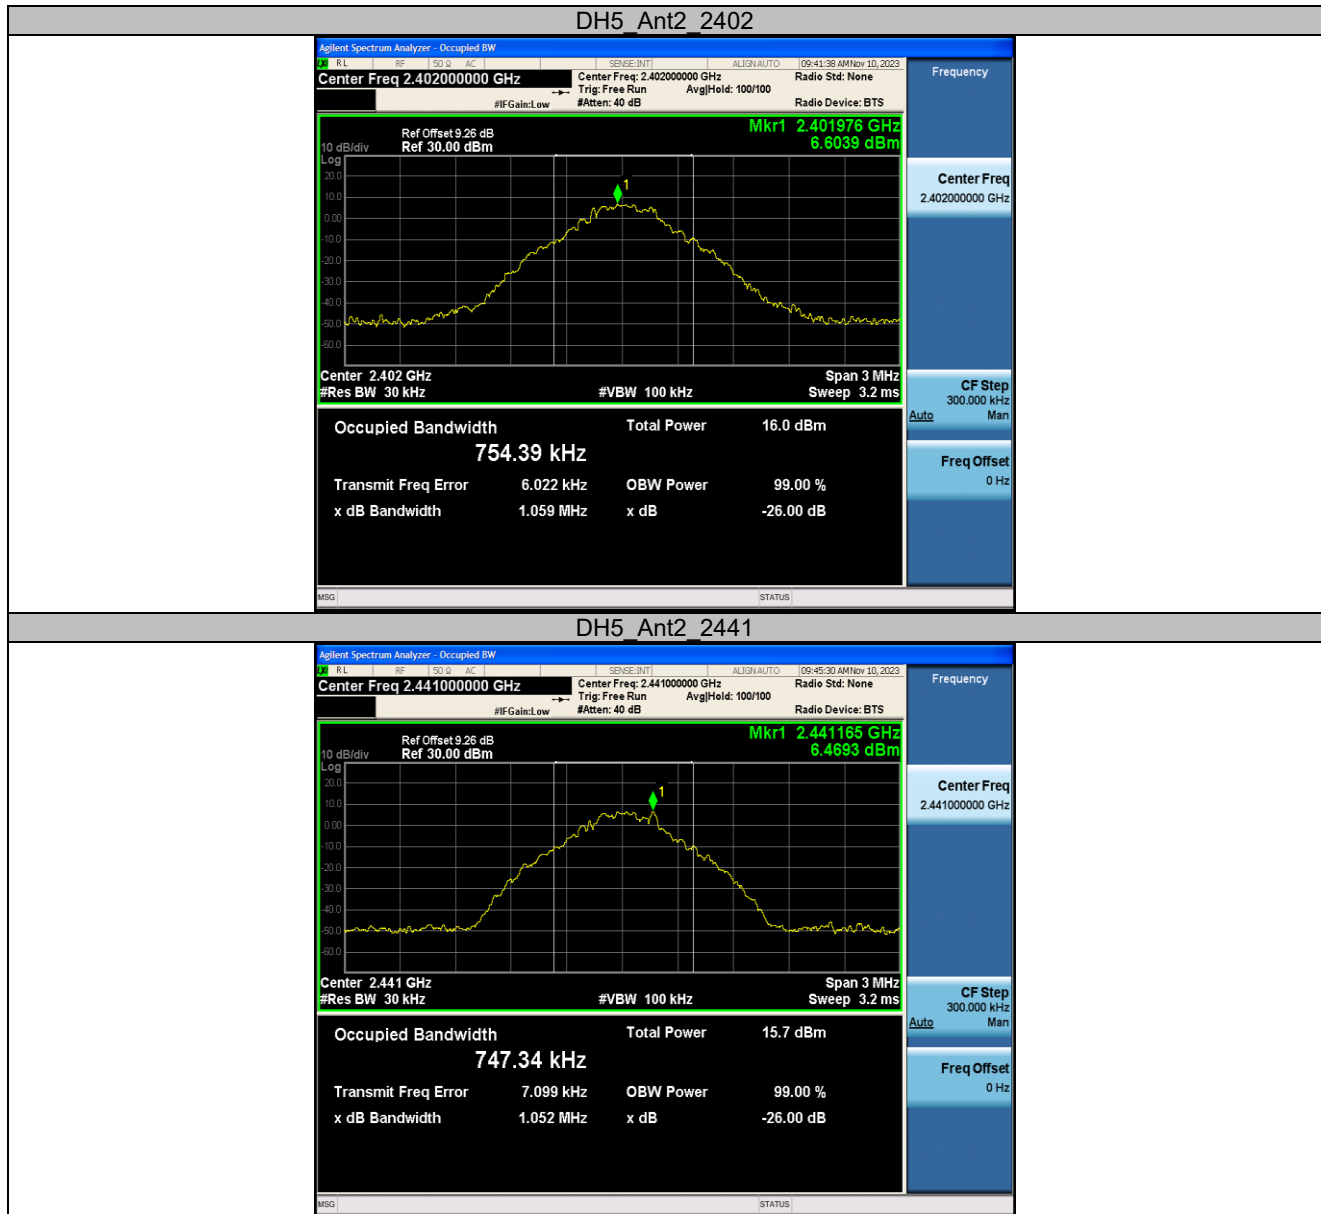 DH5_Ant2_2402
Agilent Spectrum Analyzer - Occupied BW
LXI RL RF 50 Ω AC SENSE:INT ALIGNAUTO 09:41:38 AM Nov 10, 2023
Center Freq 2.402000000 GHz
Center Freq: 2.402000000 GHz
Radio Std: None
Trig: Free Run Avg|Hold: 100/100
#IFGain:Low #Atten: 40 dB Radio Device: BTS
Frequency
Mkr1 2.401976 GHz
6.6039 dBm
Ref Offset 9.26 dB
10 dB/div Ref 30.00 dBm
Log
20.0
10.0
0.00
-10.0
-20.0
-30.0
-40.0
-50.0
-60.0
1
Center 2.402 GHz Span 3 MHz
#Res BW 30 kHz #VBW 100 kHz Sweep 3.2 ms
Center Freq
2.402000000 GHz
CF Step
300.000 kHz
Auto Man
Freq Offset
0 Hz
Occupied Bandwidth Total Power 16.0 dBm
754.39 kHz
Transmit Freq Error 6.022 kHz OBW Power 99.00 %
x dB Bandwidth 1.059 MHz x dB -26.00 dB
MSG STATUS
DH5_Ant2_2441
Agilent Spectrum Analyzer - Occupied BW
LXI RL RF 50 Ω AC SENSE:INT ALIGNAUTO 09:45:30 AM Nov 10, 2023
Center Freq 2.441000000 GHz
Center Freq: 2.441000000 GHz
Radio Std: None
Trig: Free Run Avg|Hold: 100/100
#IFGain:Low #Atten: 40 dB Radio Device: BTS
Frequency
Mkr1 2.441165 GHz
6.4693 dBm
Ref Offset 9.26 dB
10 dB/div Ref 30.00 dBm
Log
20.0
10.0
0.00
-10.0
-20.0
-30.0
-40.0
-50.0
-60.0
1
Center 2.441 GHz Span 3 MHz
#Res BW 30 kHz #VBW 100 kHz Sweep 3.2 ms
Center Freq
2.441000000 GHz
CF Step
300.000 kHz
Auto Man
Freq Offset
0 Hz
Occupied Bandwidth Total Power 15.7 dBm
747.34 kHz
Transmit Freq Error 7.099 kHz OBW Power 99.00 %
x dB Bandwidth 1.052 MHz x dB -26.00 dB
MSG STATUS